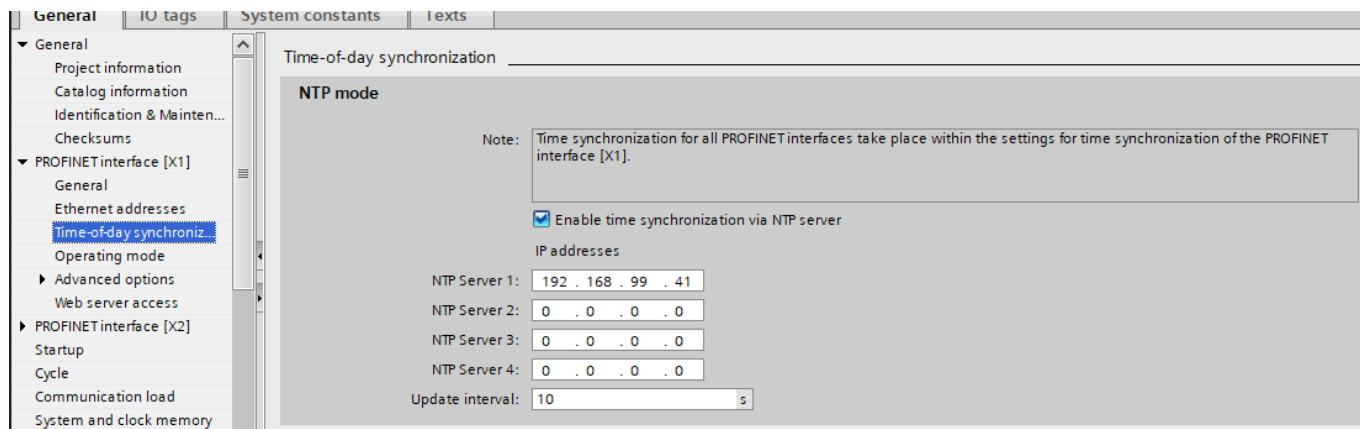 General IO tags System constants Texts
General
Project information
Catalog information
Identification & Mainten...
Checksums
PROFINET interface [X1]
General
Ethernet addresses
Time-of-day synchroniz...
Operating mode
Advanced options
Web server access
PROFINET interface [X2]
Startup
Cycle
Communication load
System and clock memory
Time-of-day synchronization
NTP mode
Note: Time synchronization for all PROFINET interfaces take place within the settings for time synchronization of the PROFINET
interface [X1].
Enable time synchronization via NTP server
IP addresses
NTP Server 1: 192 . 168 . 99 . 41
NTP Server 2: 0 . 0 . 0 . 0
NTP Server 3: 0 . 0 . 0 . 0
NTP Server 4: 0 . 0 . 0 . 0
Update interval: 10 s